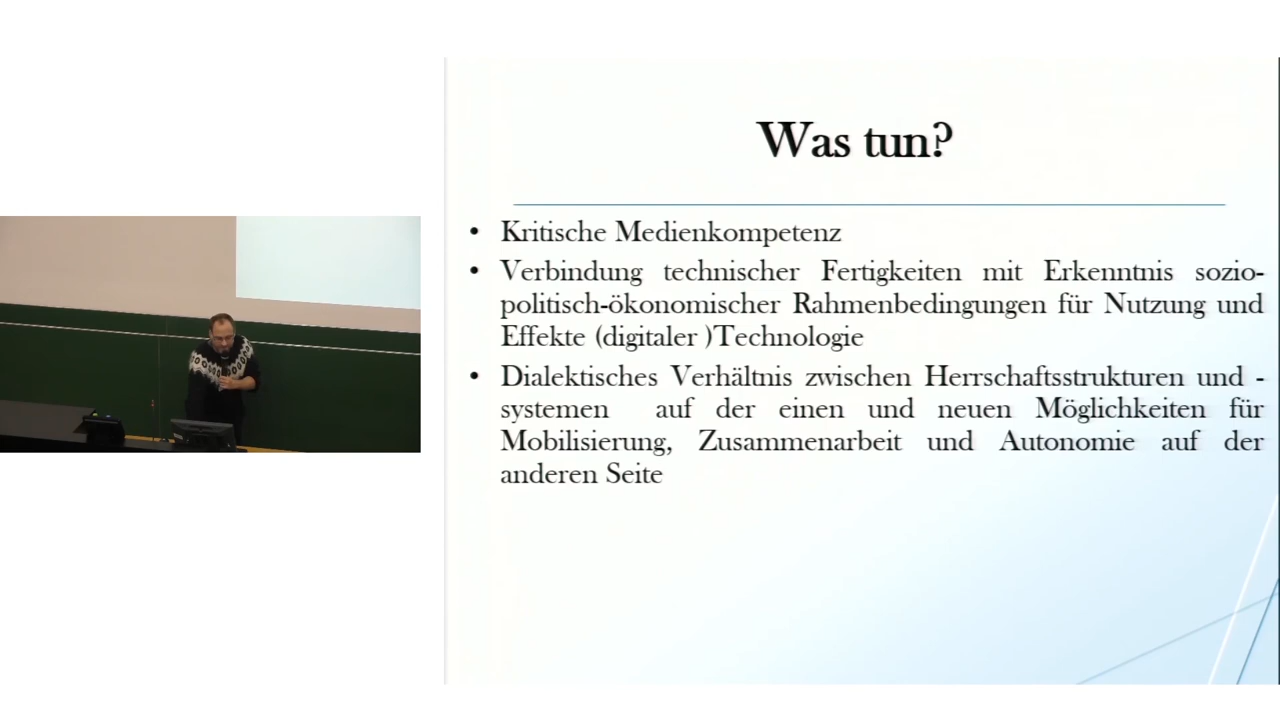 Was tun?
• Kritische Medienkompetenz
• Verbindung technischer Fertigkeiten mit Erkenntnis sozio-
politisch-ökonomischer Rahmenbedingungen für Nutzung und
Effekte (digitaler )Technologie
• Dialektisches Verhältnis zwischen Herrschaftsstrukturen und -
systemen auf der einen und neuen Möglichkeiten für
Mobilisierung, Zusammenarbeit und Autonomie auf der
anderen Seite